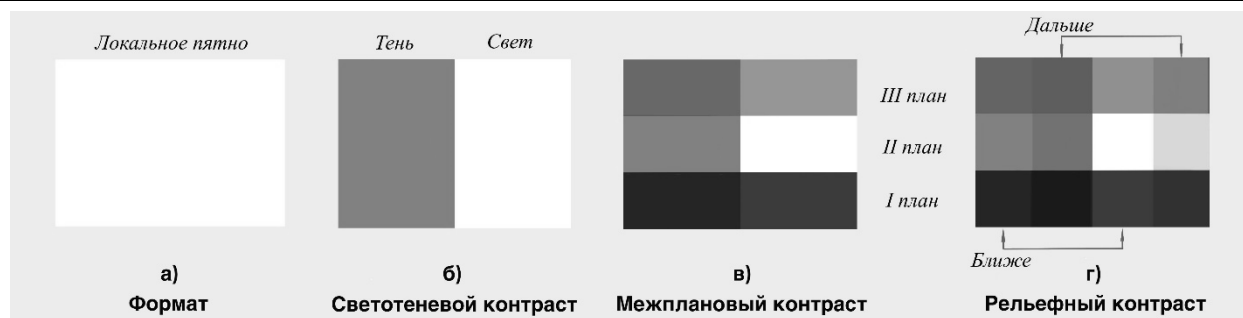 Локальное пятно
Тень Свет
Дальше
III план
II план
I план
Ближе
а) б) в) г)
Формат Светотеневой контраст Межплановый контраст Рельефный контраст